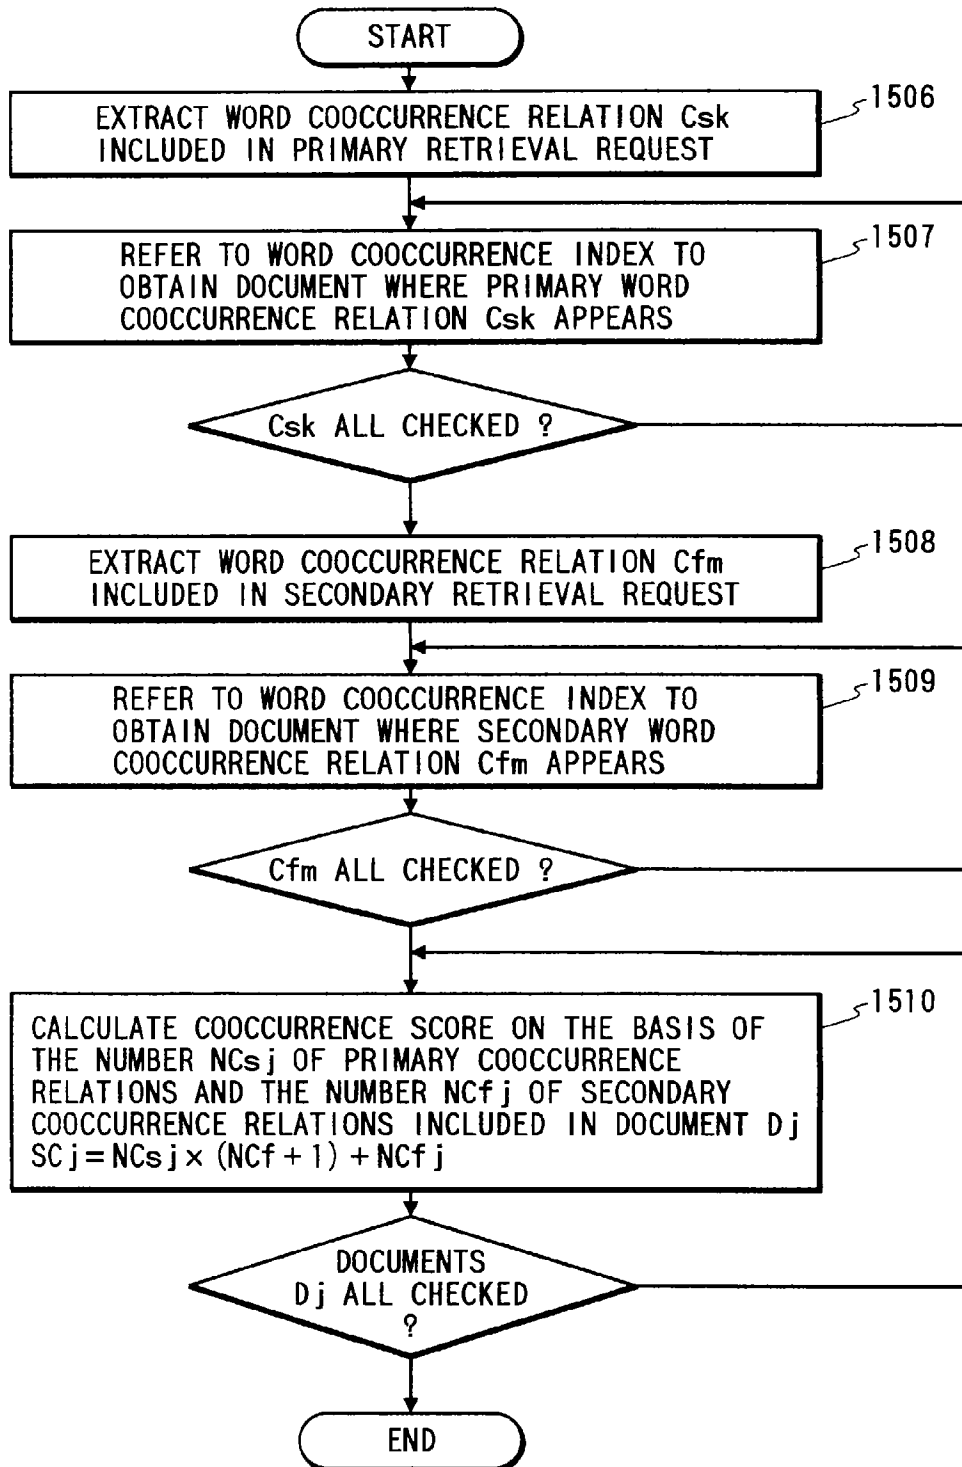 START
1506
EXTRACT WORD COOCCURRENCE RELATION Csk
INCLUDED IN PRIMARY RETRIEVAL REQUEST
1507
REFER TO WORD COOCCURRENCE INDEX TO
OBTAIN DOCUMENT WHERE PRIMARY WORD
COOCCURRENCE RELATION Csk APPEARS
Csk ALL CHECKED ?
1508
EXTRACT WORD COOCCURRENCE RELATION Cfm
INCLUDED IN SECONDARY RETRIEVAL REQUEST
1509
REFER TO WORD COOCCURRENCE INDEX TO
OBTAIN DOCUMENT WHERE SECONDARY WORD
COOCCURRENCE RELATION Cfm APPEARS
Cfm ALL CHECKED ?
1510
CALCULATE COOCCURRENCE SCORE ON THE BASIS OF
THE NUMBER NCsj OF PRIMARY COOCCURRENCE
RELATIONS AND THE NUMBER NCfj OF SECONDARY
COOCCURRENCE RELATIONS INCLUDED IN DOCUMENT Dj
SCj=NCsj×(NCf+1)+NCfj
DOCUMENTS
Dj ALL CHECKED
?
END